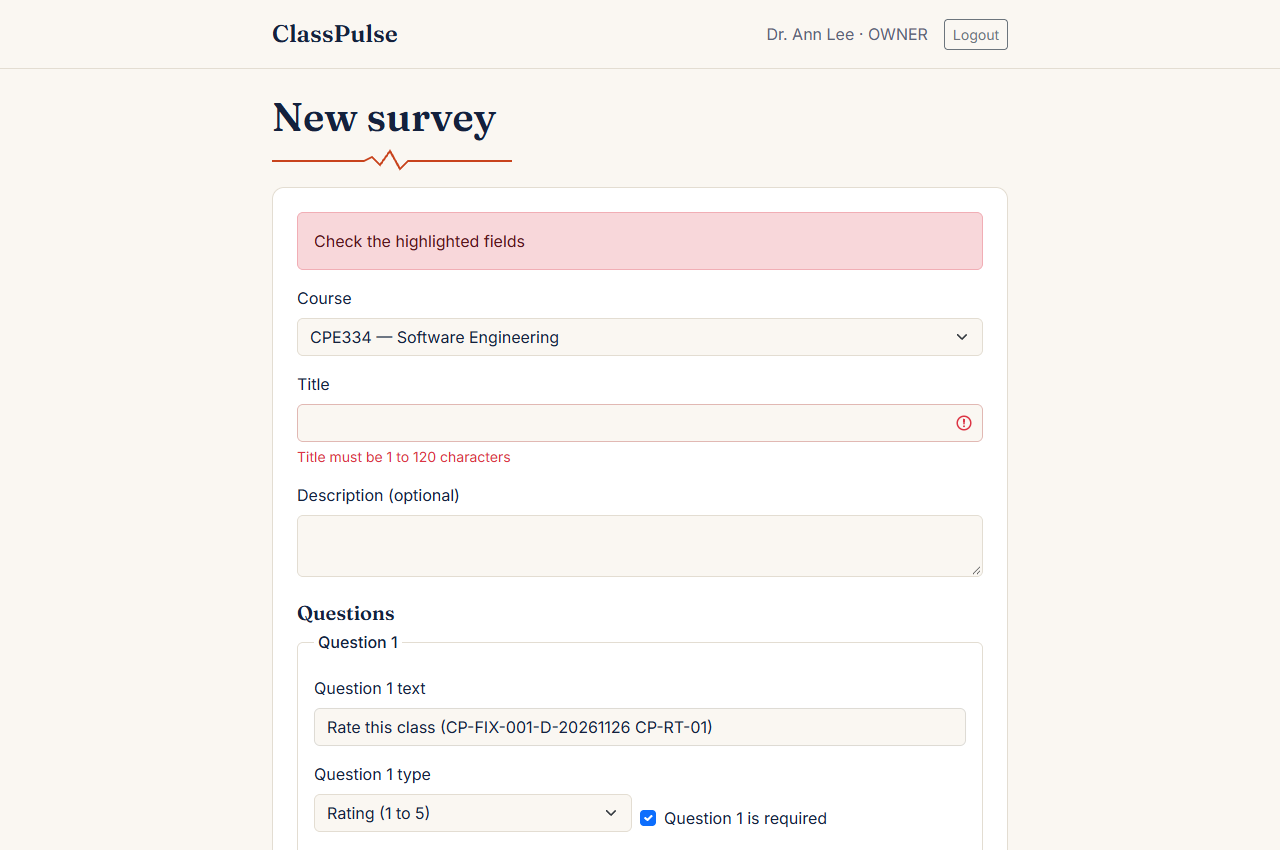 ClassPulse
Dr. Ann Lee · OWNER
Logout
New survey
Check the highlighted fields
Course
CPE334 — Software Engineering
Title
Title must be 1 to 120 characters
Description (optional)
Questions
Question 1
Question 1 text
Rate this class (CP-FIX-001-D-20261126 CP-RT-01)
Question 1 type
Rating (1 to 5)
Question 1 is required